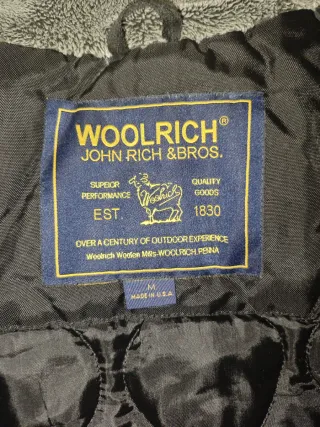 WOOLRICH®
JOHN RICH &BROS.
SUPEIOR QUALITY
PERFORMANCE GOODS
Woolrich
EST. 1830
OVER A CENTURY OF OUTDOOR EXPERIENCE
Woolrich Woolen Mills-WOOLRICH, PENNA
M
MADE IN U.S.A